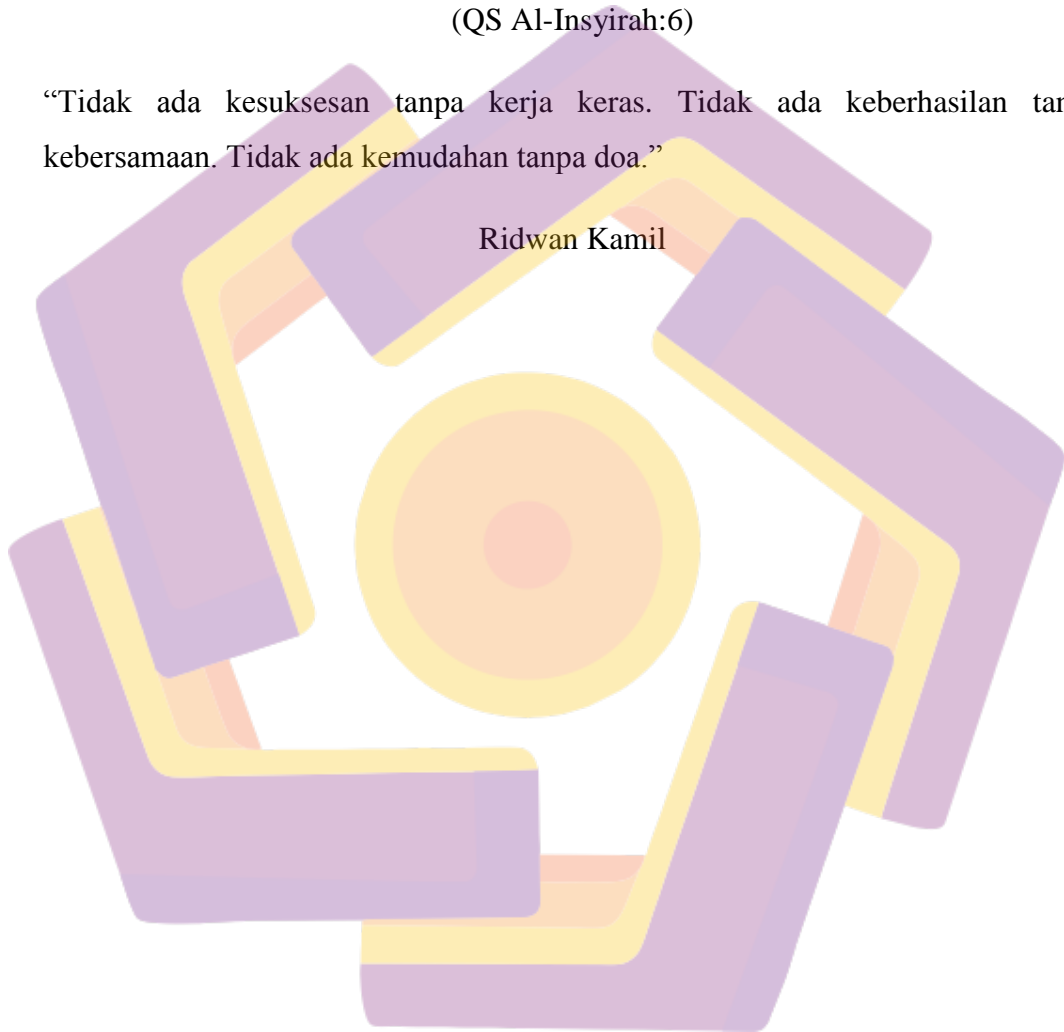 (QS Al-Insyirah:6)
“Tidak ada kesuksesan tanpa kerja keras. Tidak ada keberhasilan
kebersamaan. Tidak ada kemudahan tanpa doa.”
Ridwan Kamil